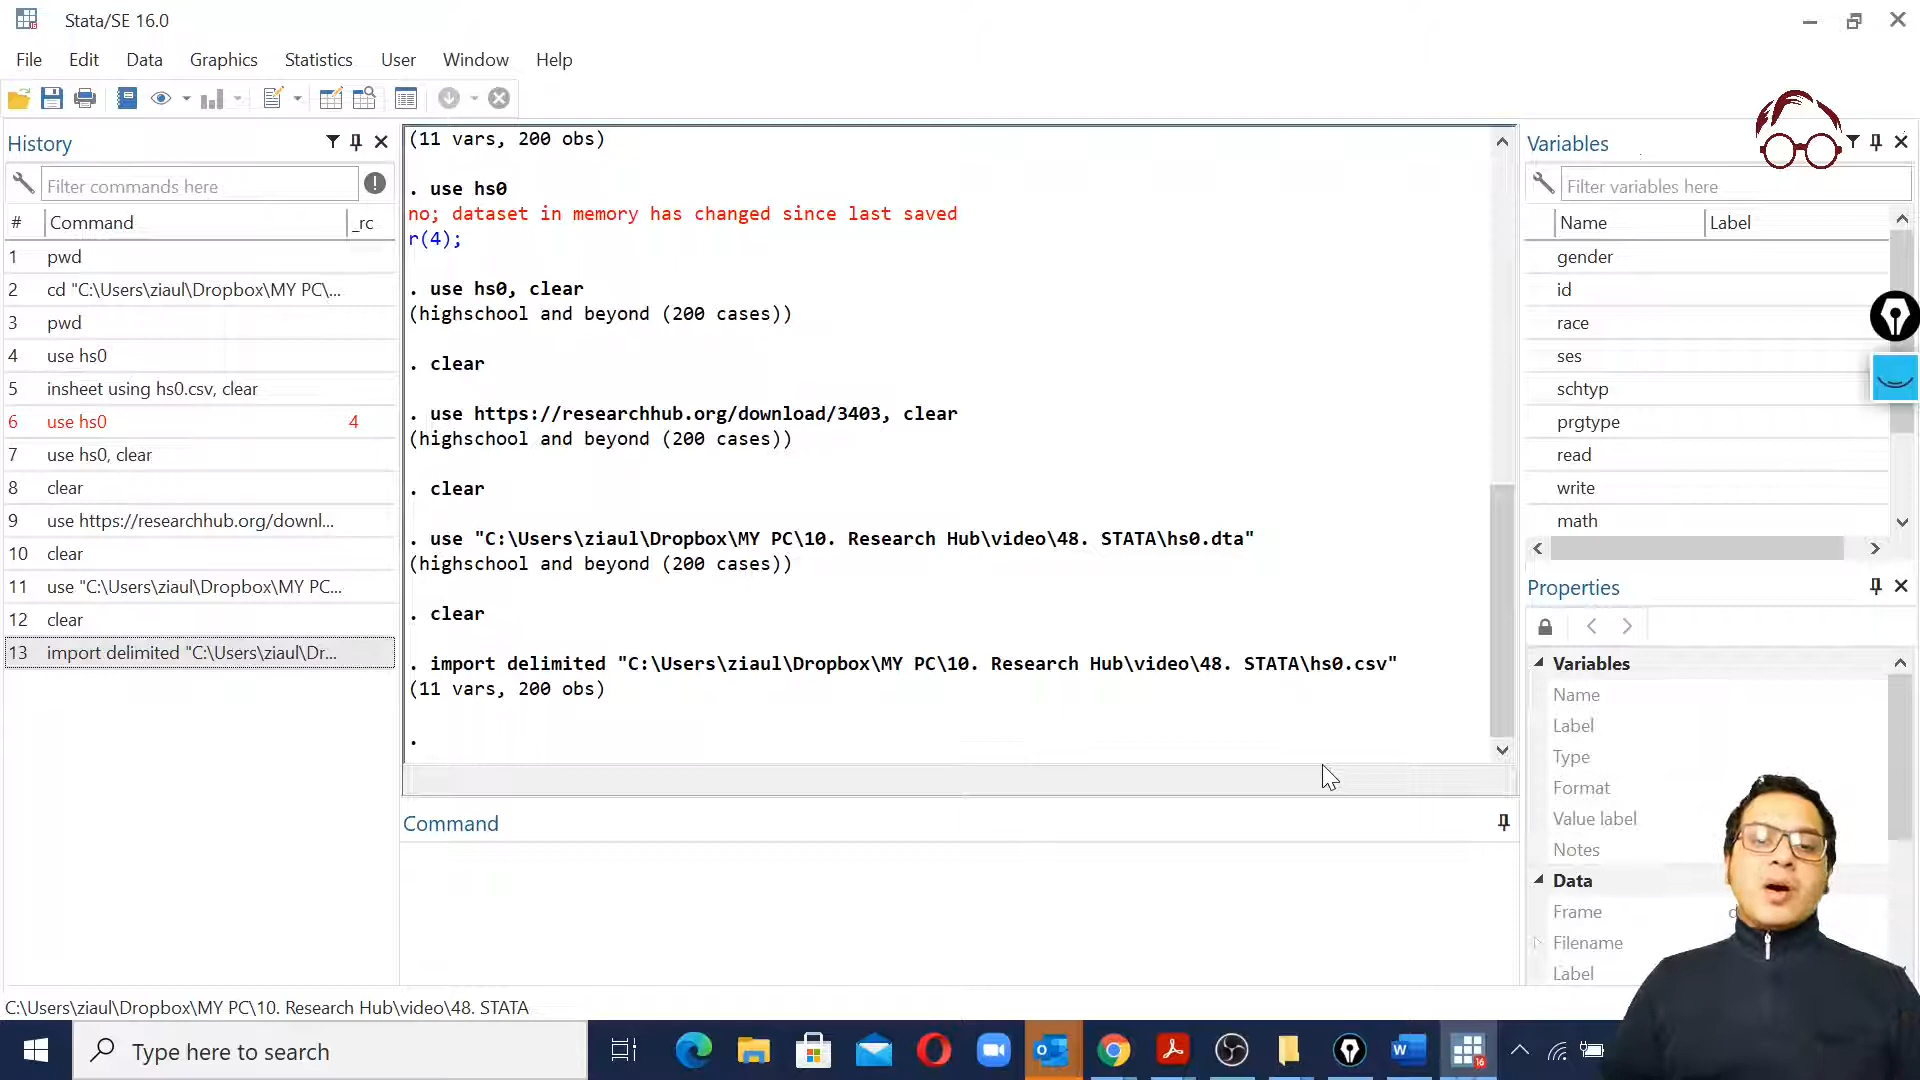 Stata/SE 16.0
File Edit Data Graphics Statistics User Window Help
History
Filter commands here
# Command _rc
1 pwd
2 cd "C:\Users\ziaul\Dropbox\MY PC\...
3 pwd
4 use hs0
5 insheet using hs0.csv, clear
6 use hs0 4
7 use hs0, clear
8 clear
9 use https://researchhub.org/downl...
10 clear
11 use "C:\Users\ziaul\Dropbox\MY PC...
12 clear
13 import delimited "C:\Users\ziaul\Dr...
(11 vars, 200 obs)
. use hs0
no; dataset in memory has changed since last saved
r(4);
. use hs0, clear
(highschool and beyond (200 cases))
. clear
. use https://researchhub.org/download/3403, clear
(highschool and beyond (200 cases))
. clear
. use "C:\Users\ziaul\Dropbox\MY PC\10. Research Hub\video\48. STATA\hs0.dta"
(highschool and beyond (200 cases))
. clear
. import delimited "C:\Users\ziaul\Dropbox\MY PC\10. Research Hub\video\48. STATA\hs0.csv"
(11 vars, 200 obs)
.
Command
Variables
Filter variables here
Name Label
gender
id
race
ses
schtyp
prgtype
read
write
math
Properties
Variables
Name
Label
Type
Format
Value label
Notes
Data
Frame
Filename
Label
C:\Users\ziaul\Dropbox\MY PC\10. Research Hub\video\48. STATA
Type here to search
16